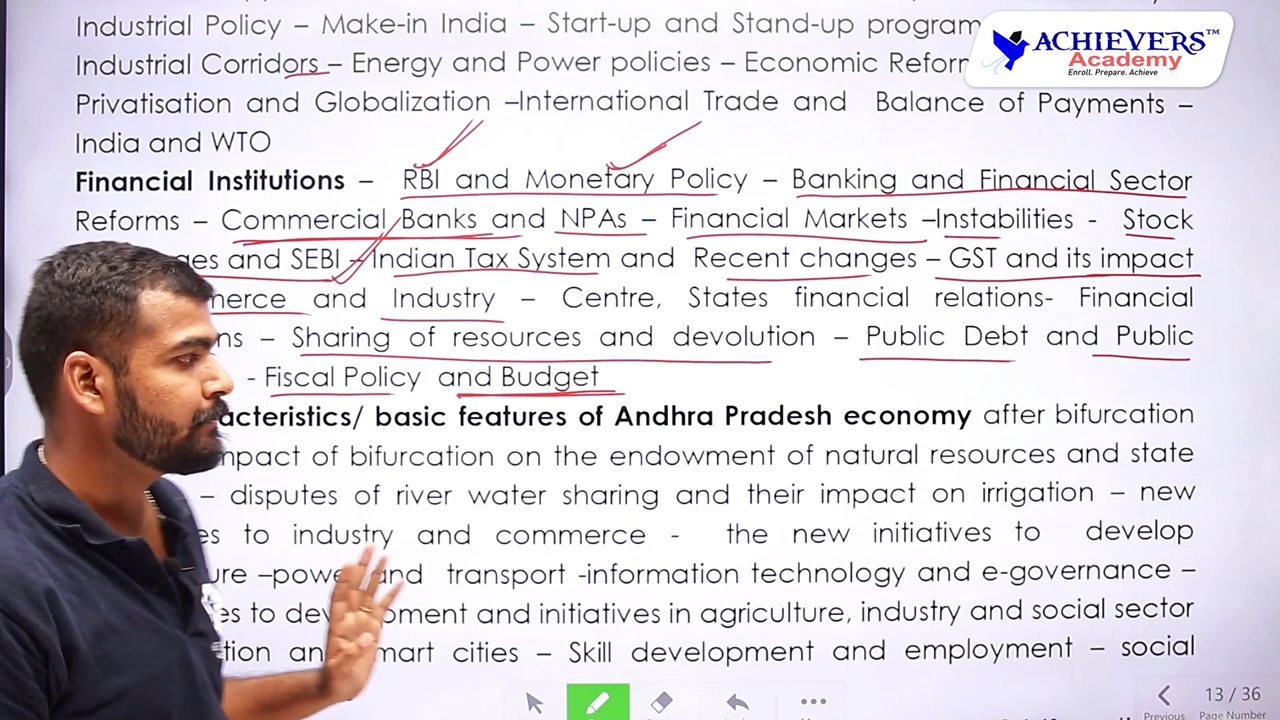 Industrial Policy – Make-in India – Start-up and Stand-up program
Industrial Corridors – Energy and Power policies – Economic Reform
Privatisation and Globalization –International Trade and Balance of Payments –
India and WTO
Financial Institutions – RBI and Monetary Policy – Banking and Financial Sector
Reforms – Commercial Banks and NPAs – Financial Markets –Instabilities - Stock
ges and SEBI – Indian Tax System and Recent changes – GST and its impact
merce and Industry – Centre, States financial relations- Financial
ns – Sharing of resources and devolution – Public Debt and Public
- Fiscal Policy and Budget
acteristics/ basic features of Andhra Pradesh economy after bifurcation
mpact of bifurcation on the endowment of natural resources and state
– disputes of river water sharing and their impact on irrigation – new
es to industry and commerce - the new initiatives to develop
ure –power and transport -information technology and e-governance –
es to development and initiatives in agriculture, industry and social sector
tion and smart cities – Skill development and employment – social
ACHIEVERS™
Academy
Enroll. Prepare. Achieve
13 / 36
Previous Page Number